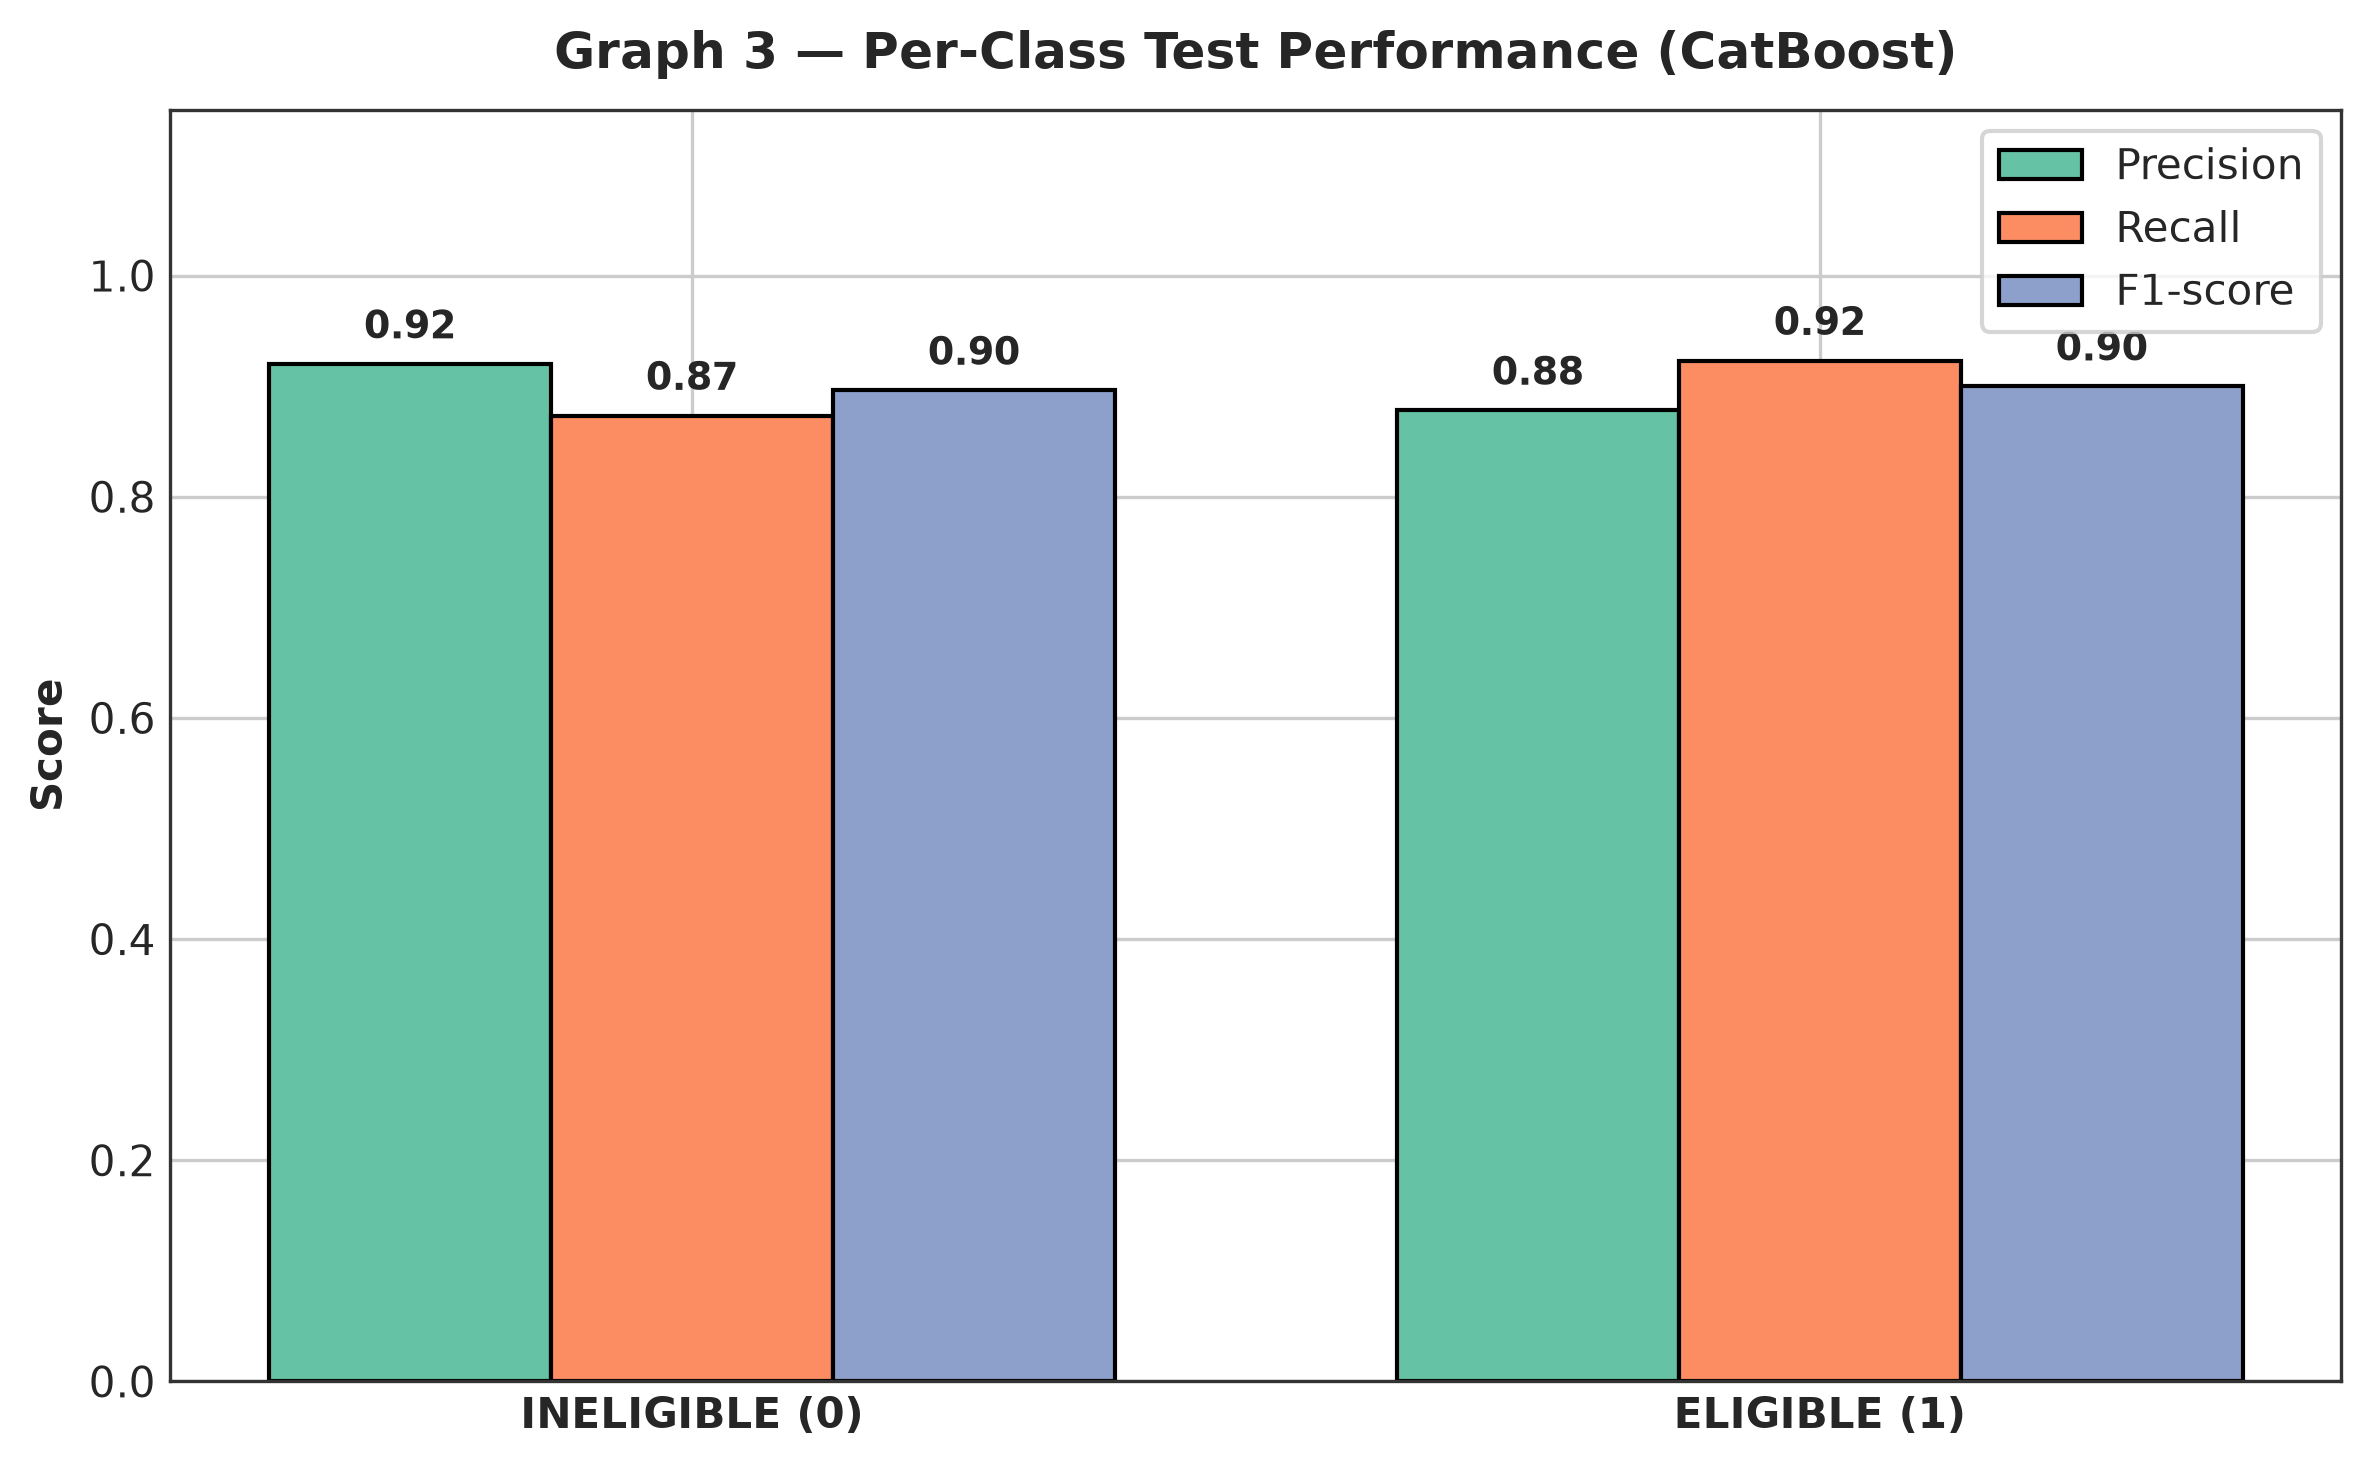 Graph 3 — Per-Class Test Performance (CatBoost)
Precision
Recall
F1-score
1.0
0.8
0.6
0.4
0.2
0.0
Score
0.92
0.87
0.90
0.88
0.92
0.90
INELIGIBLE (0)
ELIGIBLE (1)